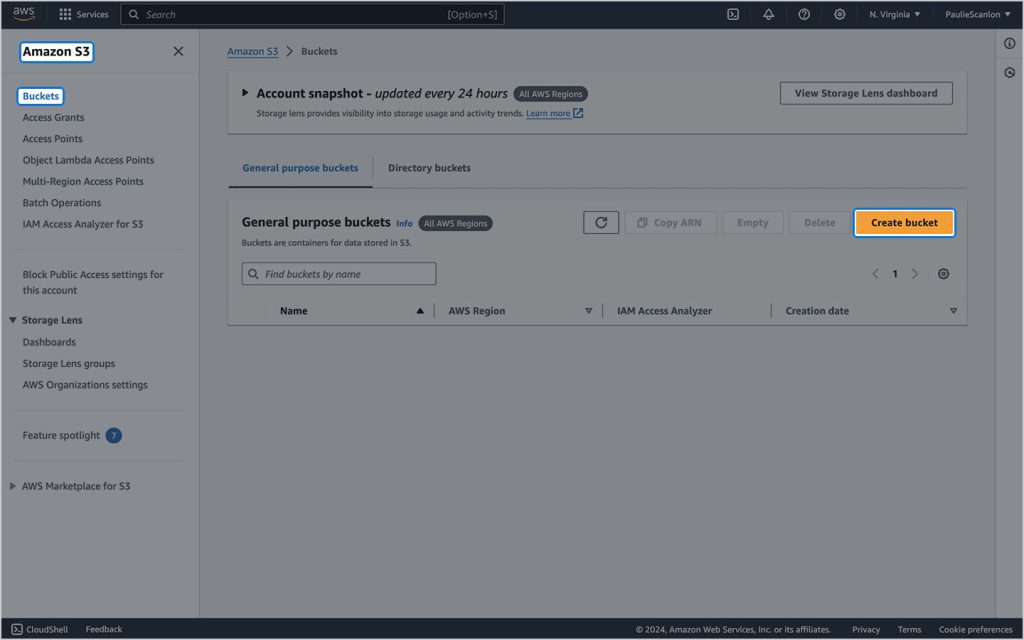 aws
Services
Search
[Option+S]
N. Virginia
PaulieScanlon
Amazon S3
Buckets
Access Grants
Access Points
Object Lambda Access Points
Multi-Region Access Points
Batch Operations
IAM Access Analyzer for S3
Block Public Access settings for
this account
Storage Lens
Dashboards
Storage Lens groups
AWS Organizations settings
Feature spotlight 7
AWS Marketplace for S3
Amazon S3 > Buckets
Account snapshot - updated every 24 hours All AWS Regions
Storage lens provides visibility into storage usage and activity trends. Learn more
View Storage Lens dashboard
General purpose buckets
Directory buckets
General purpose buckets Info All AWS Regions
Buckets are containers for data stored in S3.
Copy ARN
Empty
Delete
Create bucket
Find buckets by name
1
Name
AWS Region
IAM Access Analyzer
Creation date
CloudShell
Feedback
© 2024, Amazon Web Services, Inc. or its affiliates.
Privacy
Terms
Cookie preferences